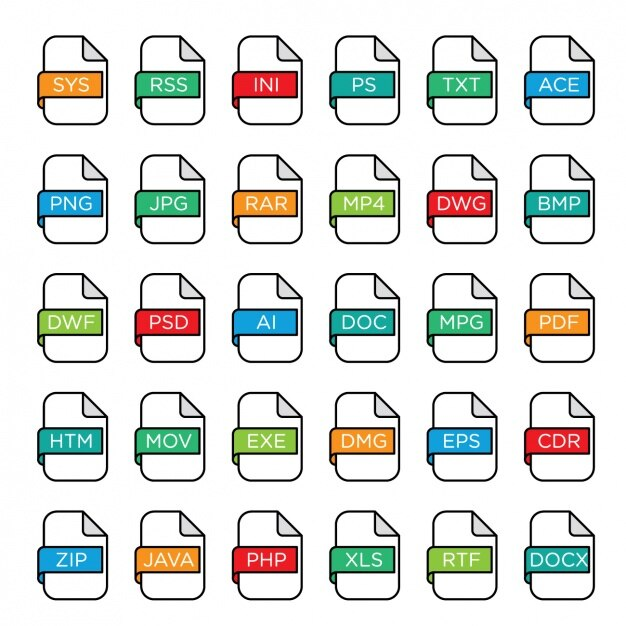 SYS RSS INI PS TXT ACE
PNG JPG RAR MP4 DWG BMP
DWF PSD AI DOC MPG PDF
HTM MOV EXE DMG EPS CDR
ZIP JAVA PHP XLS RTF DOCX